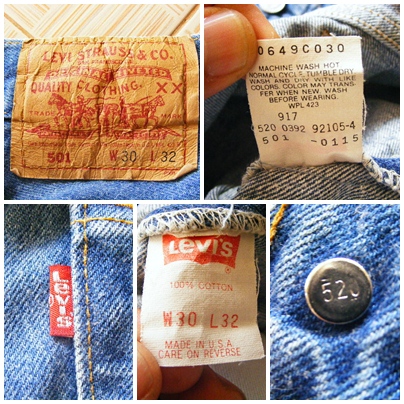 LEVI STRAUSS & CO.
ORIGINAL RIVETED
QUALITY CLOTHING.
XX
TRADE MARK
501 W 30 L 32
0649C030
MACHINE WASH HOT
NORMAL CYCLE, TUMBLE DRY
WASH AND DRY WITH LIKE
COLORS. COLOR MAY TRANS-
FER WHEN NEW. WASH
BEFORE WEARING.
WPL 423
917
520 0392 92105-4
501 -0115
Levi's
LEVI'S
100% COTTON
W30 L32
MADE IN U.S.A
CARE ON REVERSE
520